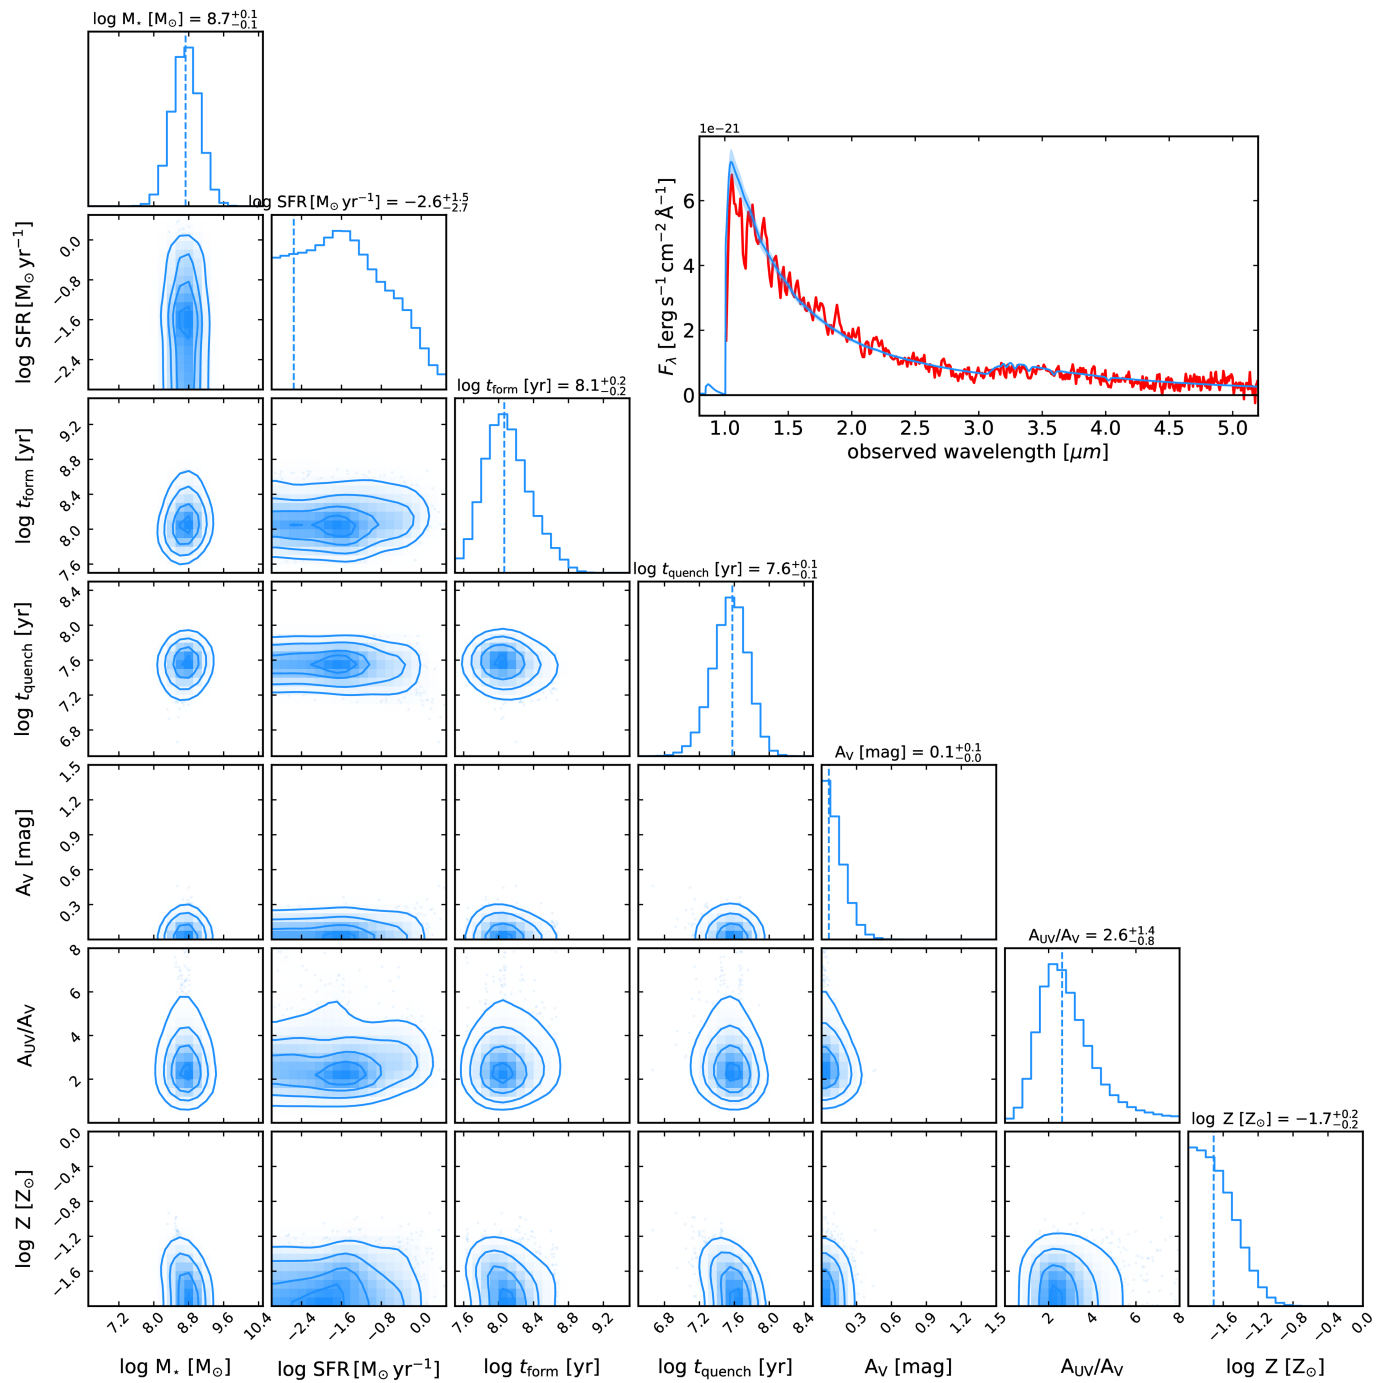 log M⋆ [M⊙] = 8.7+0.1−0.1
1e−21
6
4
2
0
Fλ [erg s−1 cm−2 Å−1]
1.0 1.5 2.0 2.5 3.0 3.5 4.0 4.5 5.0
observed wavelength [μm]
log SFR [M⊙ yr−1] = −2.6+1.5−2.7
0.0
−0.8
−1.6
−2.4
log SFR [M⊙ yr−1]
log tform [yr] = 8.1+0.2−0.2
9.2
8.8
8.4
8.0
7.6
log tform [yr]
log tquench [yr] = 7.6+0.1−0.1
8.4
8.0
7.6
7.2
6.8
log tquench [yr]
AV [mag] = 0.1+0.1−0.0
1.5
1.2
0.9
0.6
0.3
AV [mag]
AUV/AV = 2.6+1.4−0.8
8
6
4
2
AUV/AV
log Z [Z⊙] = −1.7+0.2−0.2
0.0
−0.4
−0.8
−1.2
−1.6
log Z [Z⊙]
7.2 8.0 8.8 9.6 10.4 −2.4 −1.6 −0.8 0.0 7.6 8.0 8.4 8.8 9.2 6.8 7.2 7.6 8.0 8.4 0.3 0.6 0.9 1.2 1.5 2 4 6 8 −1.6 −1.2 −0.8 −0.4 0.0
log M⋆ [M⊙] log SFR [M⊙ yr−1] log tform [yr] log tquench [yr] AV [mag] AUV/AV log Z [Z⊙]